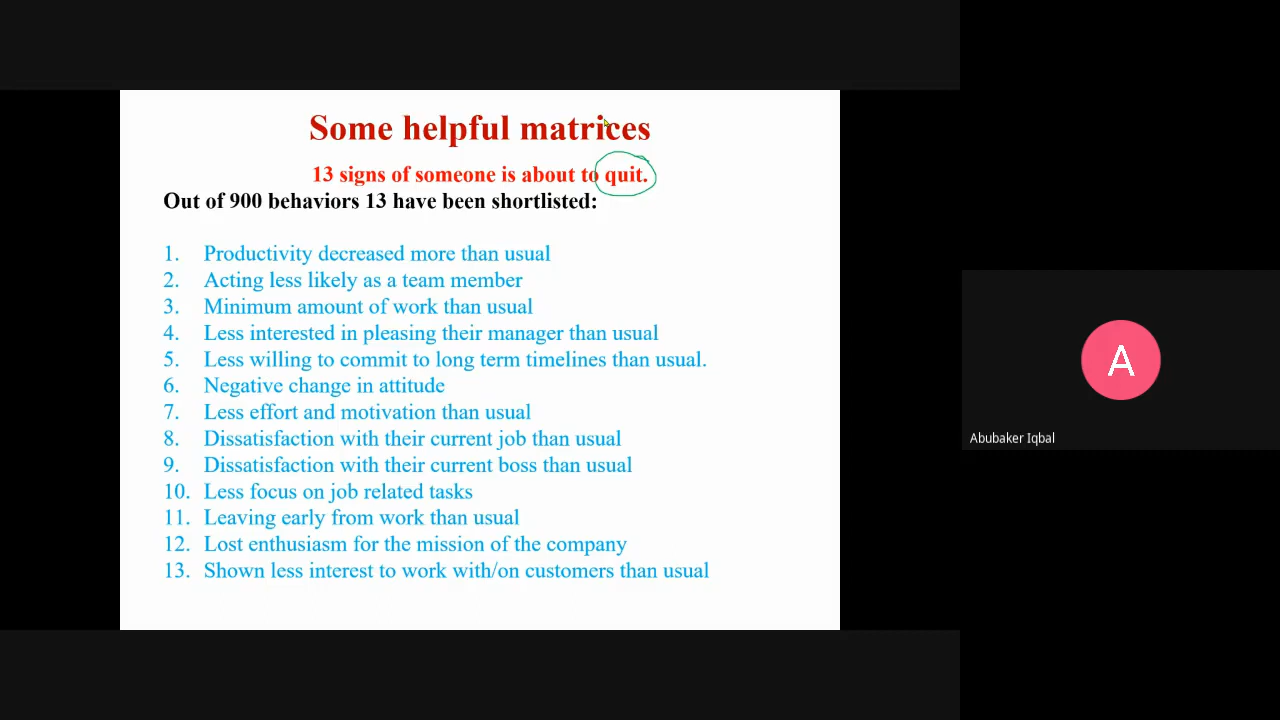 Some helpful matrices
13 signs of someone is about to quit.
Out of 900 behaviors 13 have been shortlisted:
1. Productivity decreased more than usual
2. Acting less likely as a team member
3. Minimum amount of work than usual
4. Less interested in pleasing their manager than usual
5. Less willing to commit to long term timelines than usual.
6. Negative change in attitude
7. Less effort and motivation than usual
8. Dissatisfaction with their current job than usual
9. Dissatisfaction with their current boss than usual
10. Less focus on job related tasks
11. Leaving early from work than usual
12. Lost enthusiasm for the mission of the company
13. Shown less interest to work with/on customers than usual
A
Abubaker Iqbal